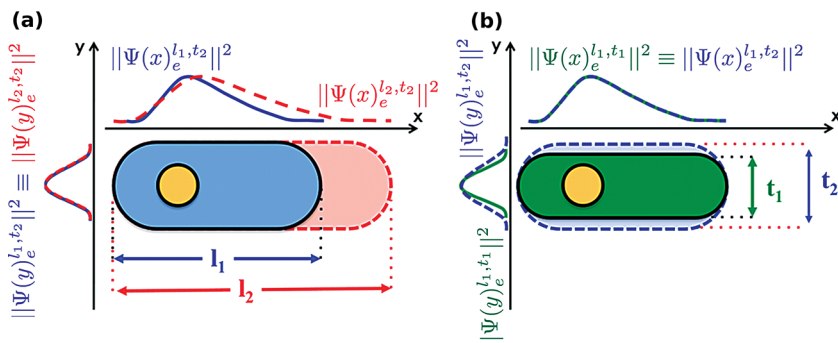 (a)
y
||Ψ(x)_e^{l_1,t_2}||^2
||Ψ(x)_e^{l_2,t_2}||^2
x
||Ψ(y)_e^{l_1,t_2}||^2 ≡ ||Ψ(y)_e^{l_2,t_2}||^2
l_1
l_2
(b)
y
||Ψ(x)_e^{l_1,t_1}||^2 ≡ ||Ψ(x)_e^{l_1,t_2}||^2
x
||Ψ(y)_e^{l_1,t_2}||^2
||Ψ(y)_e^{l_1,t_1}||^2
t_1
t_2